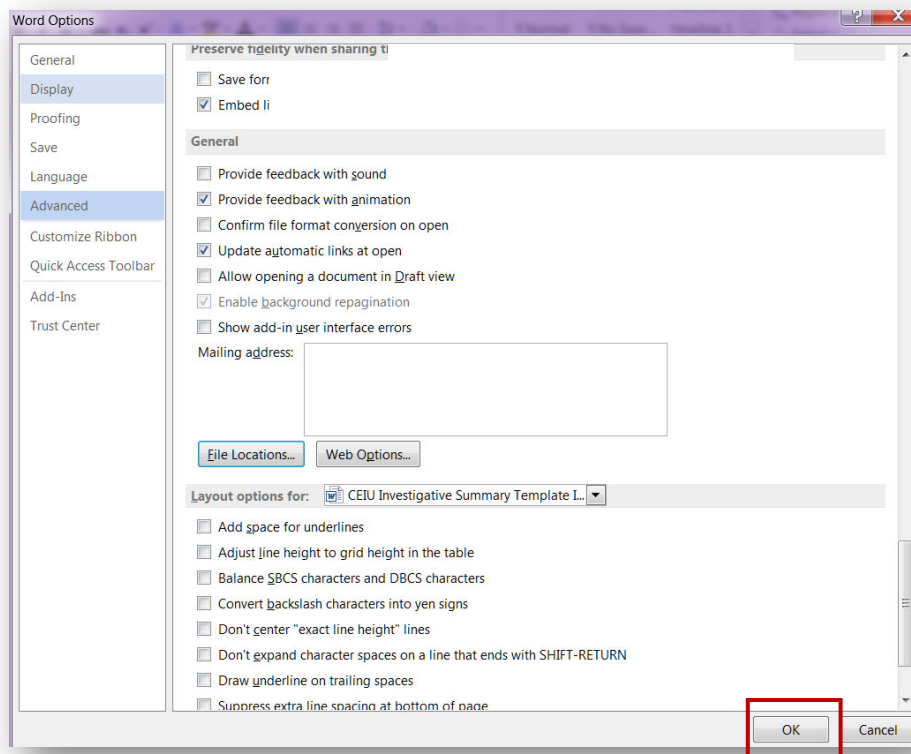 Word Options
General
Display
Proofing
Save
Language
Advanced
Customize Ribbon
Quick Access Toolbar
Add-Ins
Trust Center
Preserve fidelity when sharing
Save
Embed
General
Provide feedback with sound
Provide feedback with animation
Confirm file format conversion on open
Update automatic links at open
Allow opening a document in Draft view
Enable background repagination
Show add-in user interface errors
Mailing address:
File Locations... Web Options...
Layout options for: CEIU Investigative Summary Template I...
Add space for underlines
Adjust line height to grid height in the table
Balance SBCS characters and DBCS characters
Convert backslash characters into yen signs
Don't center "exact line height" lines
Don't expand character spaces on a line that ends with SHIFT-RETURN
Draw underline on trailing spaces
Suppress extra line spacing at bottom of page
OK Cancel